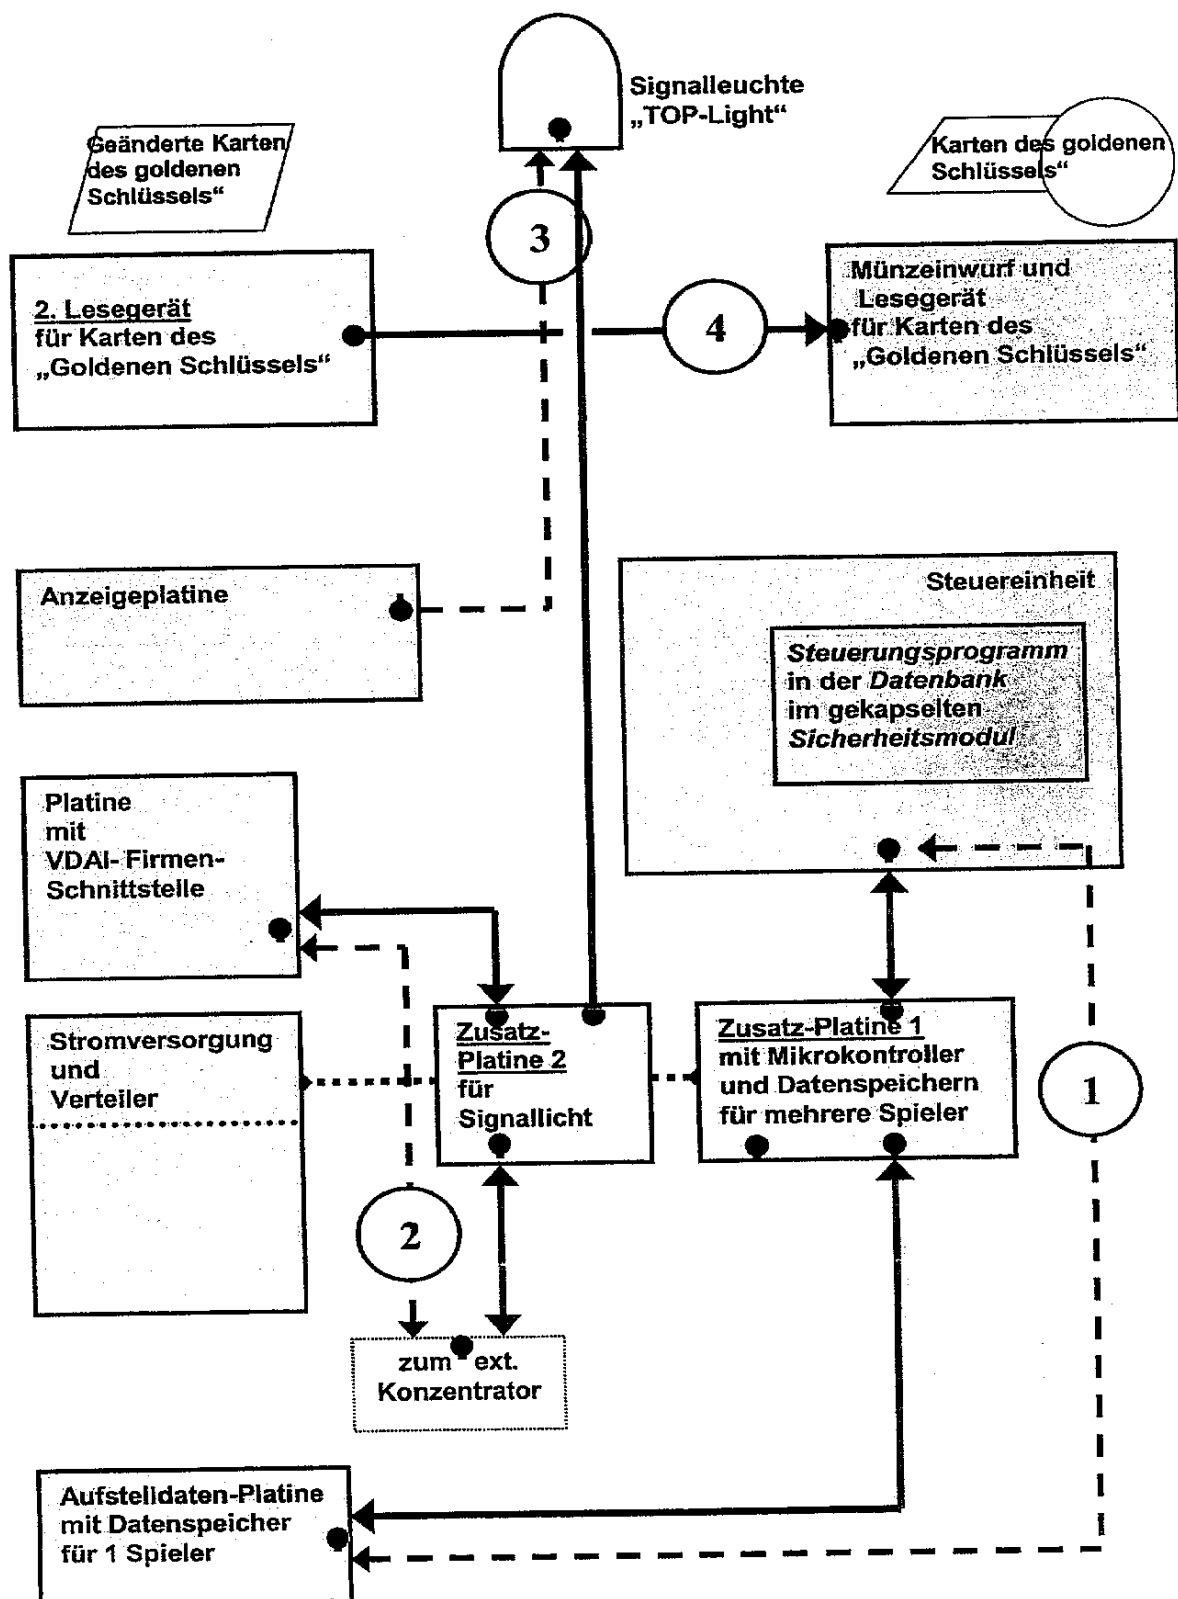 Signalleuchte
„TOP-Light“
Geänderte Karten
des goldenen
Schlüssels“
Karten des goldenen
Schlüssels“
3
2. Lesegerät
für Karten des
„Goldenen Schlüssels“
4
Münzeinwurf und
Lesegerät
für Karten des
„Goldenen Schlüssels“
Anzeigeplatine
Steuereinheit
Steuerungsprogramm
in der Datenbank
im gekapselten
Sicherheitsmodul
Platine
mit
VDAI- Firmen-
Schnittstelle
Stromversorgung
und
Verteiler
Zusatz-
Platine 2
für
Signallicht
Zusatz-Platine 1
mit Mikrokontroller
und Datenspeichern
für mehrere Spieler
1
2
zum ext.
Konzentrator
Aufstelldaten-Platine
mit Datenspeicher
für 1 Spieler